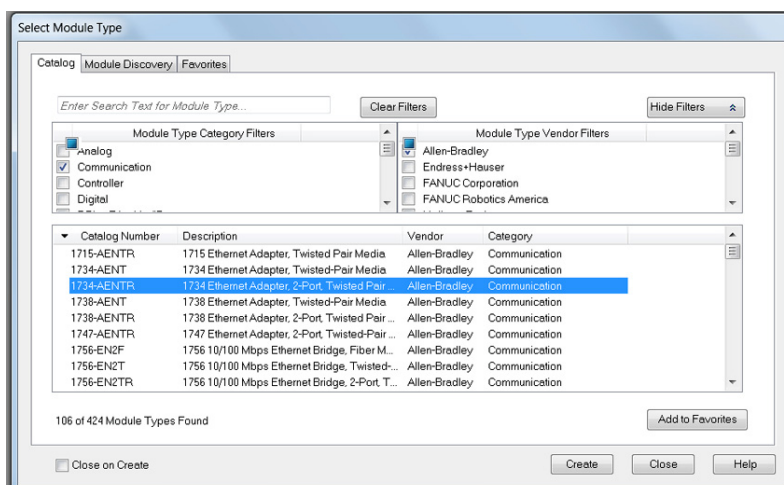 Select Module Type
Catalog Module Discovery Favorites
Enter Search Text for Module Type... Clear Filters Hide Filters
Module Type Category Filters Module Type Vendor Filters
Analog Allen-Bradley
Communication Endress+Hauser
Controller FANUC Corporation
Digital FANUC Robotics America
Catalog Number Description Vendor Category
1715-AENTR 1715 Ethernet Adapter, Twisted Pair Media Allen-Bradley Communication
1734-AENT 1734 Ethernet Adapter, Twisted-Pair Media Allen-Bradley Communication
1734-AENTR 1734 Ethernet Adapter, 2-Port, Twisted Pair ... Allen-Bradley Communication
1738-AENT 1738 Ethernet Adapter, Twisted-Pair Media Allen-Bradley Communication
1738-AENTR 1738 Ethernet Adapter, 2-Port, Twisted Pair ... Allen-Bradley Communication
1747-AENTR 1747 Ethernet Adapter, 2-Port, Twisted-Pair ... Allen-Bradley Communication
1756-EN2F 1756 10/100 Mbps Ethernet Bridge, Fiber M... Allen-Bradley Communication
1756-EN2T 1756 10/100 Mbps Ethernet Bridge, Twisted-... Allen-Bradley Communication
1756-EN2TR 1756 10/100 Mbps Ethernet Bridge, 2-Port, T... Allen-Bradley Communication
106 of 424 Module Types Found Add to Favorites
Close on Create Create Close Help